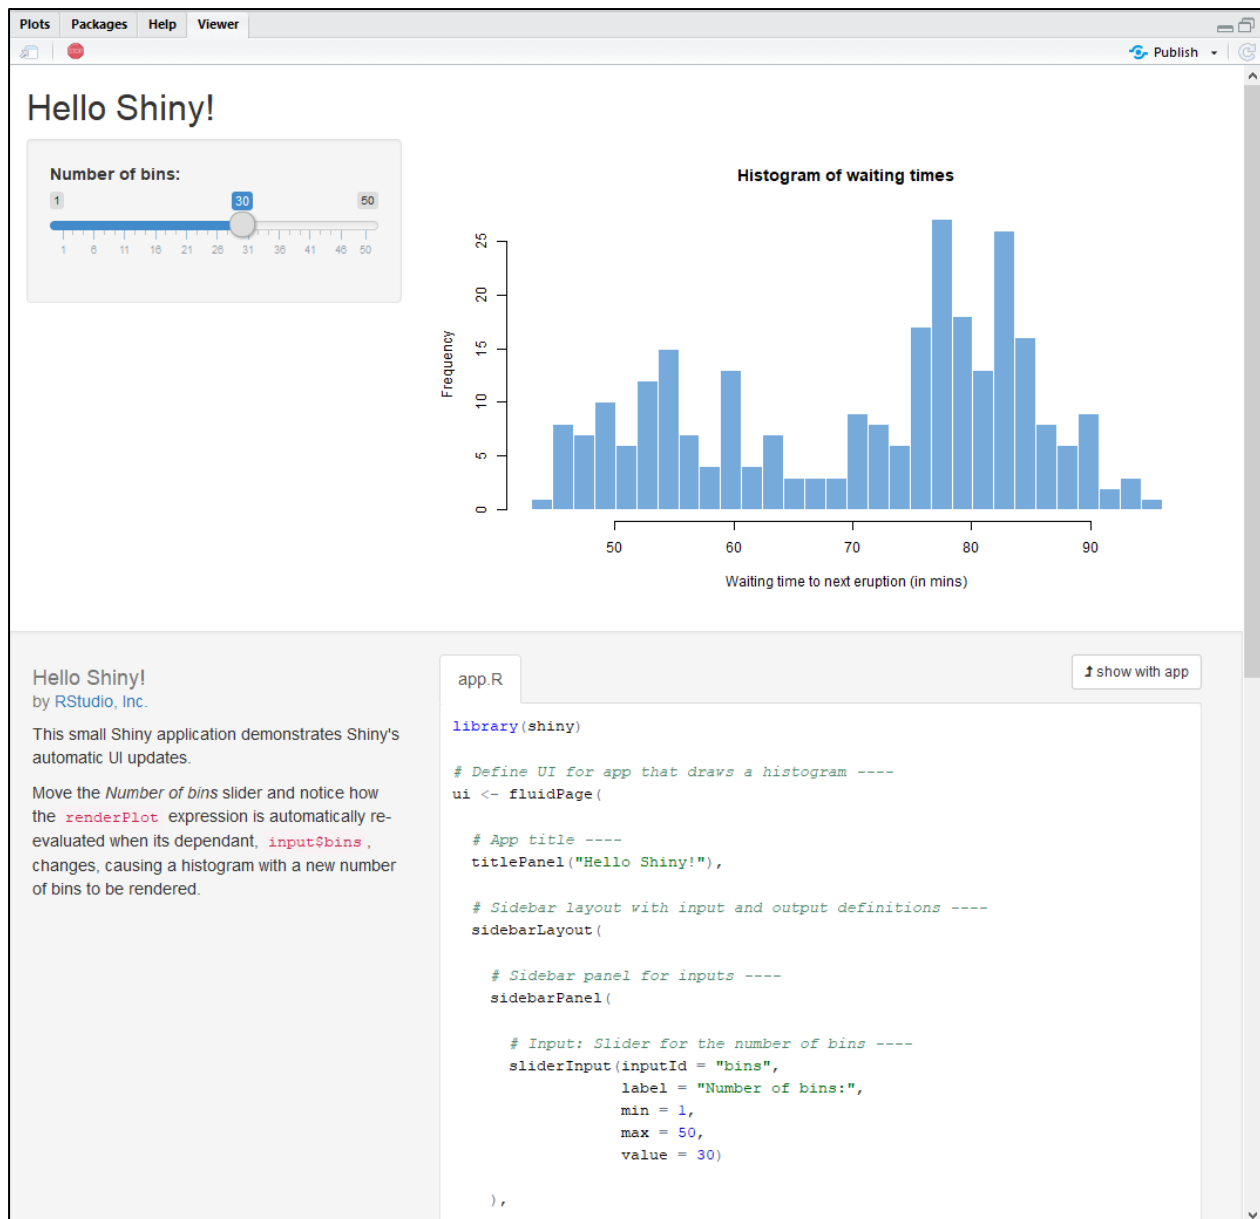 Plots Packages Help Viewer
STOP
Publish
Hello Shiny!
Number of bins:
1 30 50
1 6 11 16 21 26 31 36 41 46 50
Histogram of waiting times
Frequency
25
20
15
10
5
0
50 60 70 80 90
Waiting time to next eruption (in mins)
Hello Shiny!
by RStudio, Inc.
This small Shiny application demonstrates Shiny's
automatic UI updates.
Move the Number of bins slider and notice how
the renderPlot expression is automatically re-
evaluated when its dependant, input$bins ,
changes, causing a histogram with a new number
of bins to be rendered.
app.R
show with app
library(shiny)
# Define UI for app that draws a histogram ----
ui <- fluidPage(
# App title ----
titlePanel("Hello Shiny!"),
# Sidebar layout with input and output definitions ----
sidebarLayout(
# Sidebar panel for inputs ----
sidebarPanel(
# Input: Slider for the number of bins ----
sliderInput(inputId = "bins",
label = "Number of bins:",
min = 1,
max = 50,
value = 30)
),